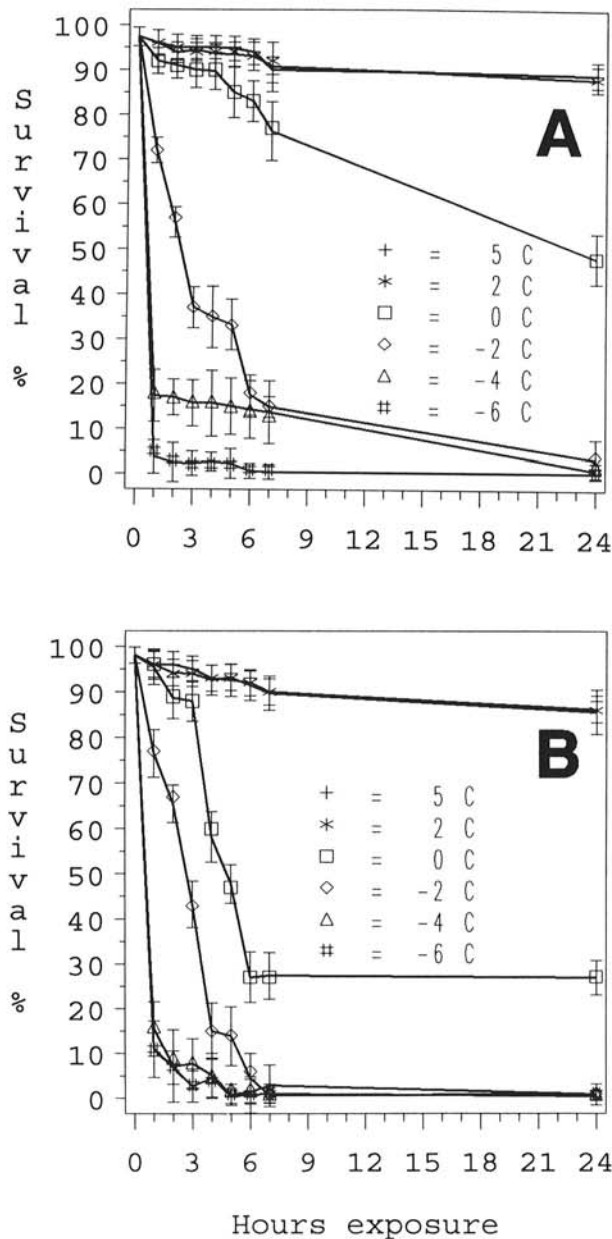 100
90
80
70
60
50
40
30
20
10
0
Survival %
A
+ = 5 C
* = 2 C
□ = 0 C
◇ = -2 C
△ = -4 C
# = -6 C
0 3 6 9 12 15 18 21 24
100
90
80
70
60
50
40
30
20
10
0
Survival %
B
+ = 5 C
* = 2 C
□ = 0 C
◇ = -2 C
△ = -4 C
# = -6 C
0 3 6 9 12 15 18 21 24
Hours exposure